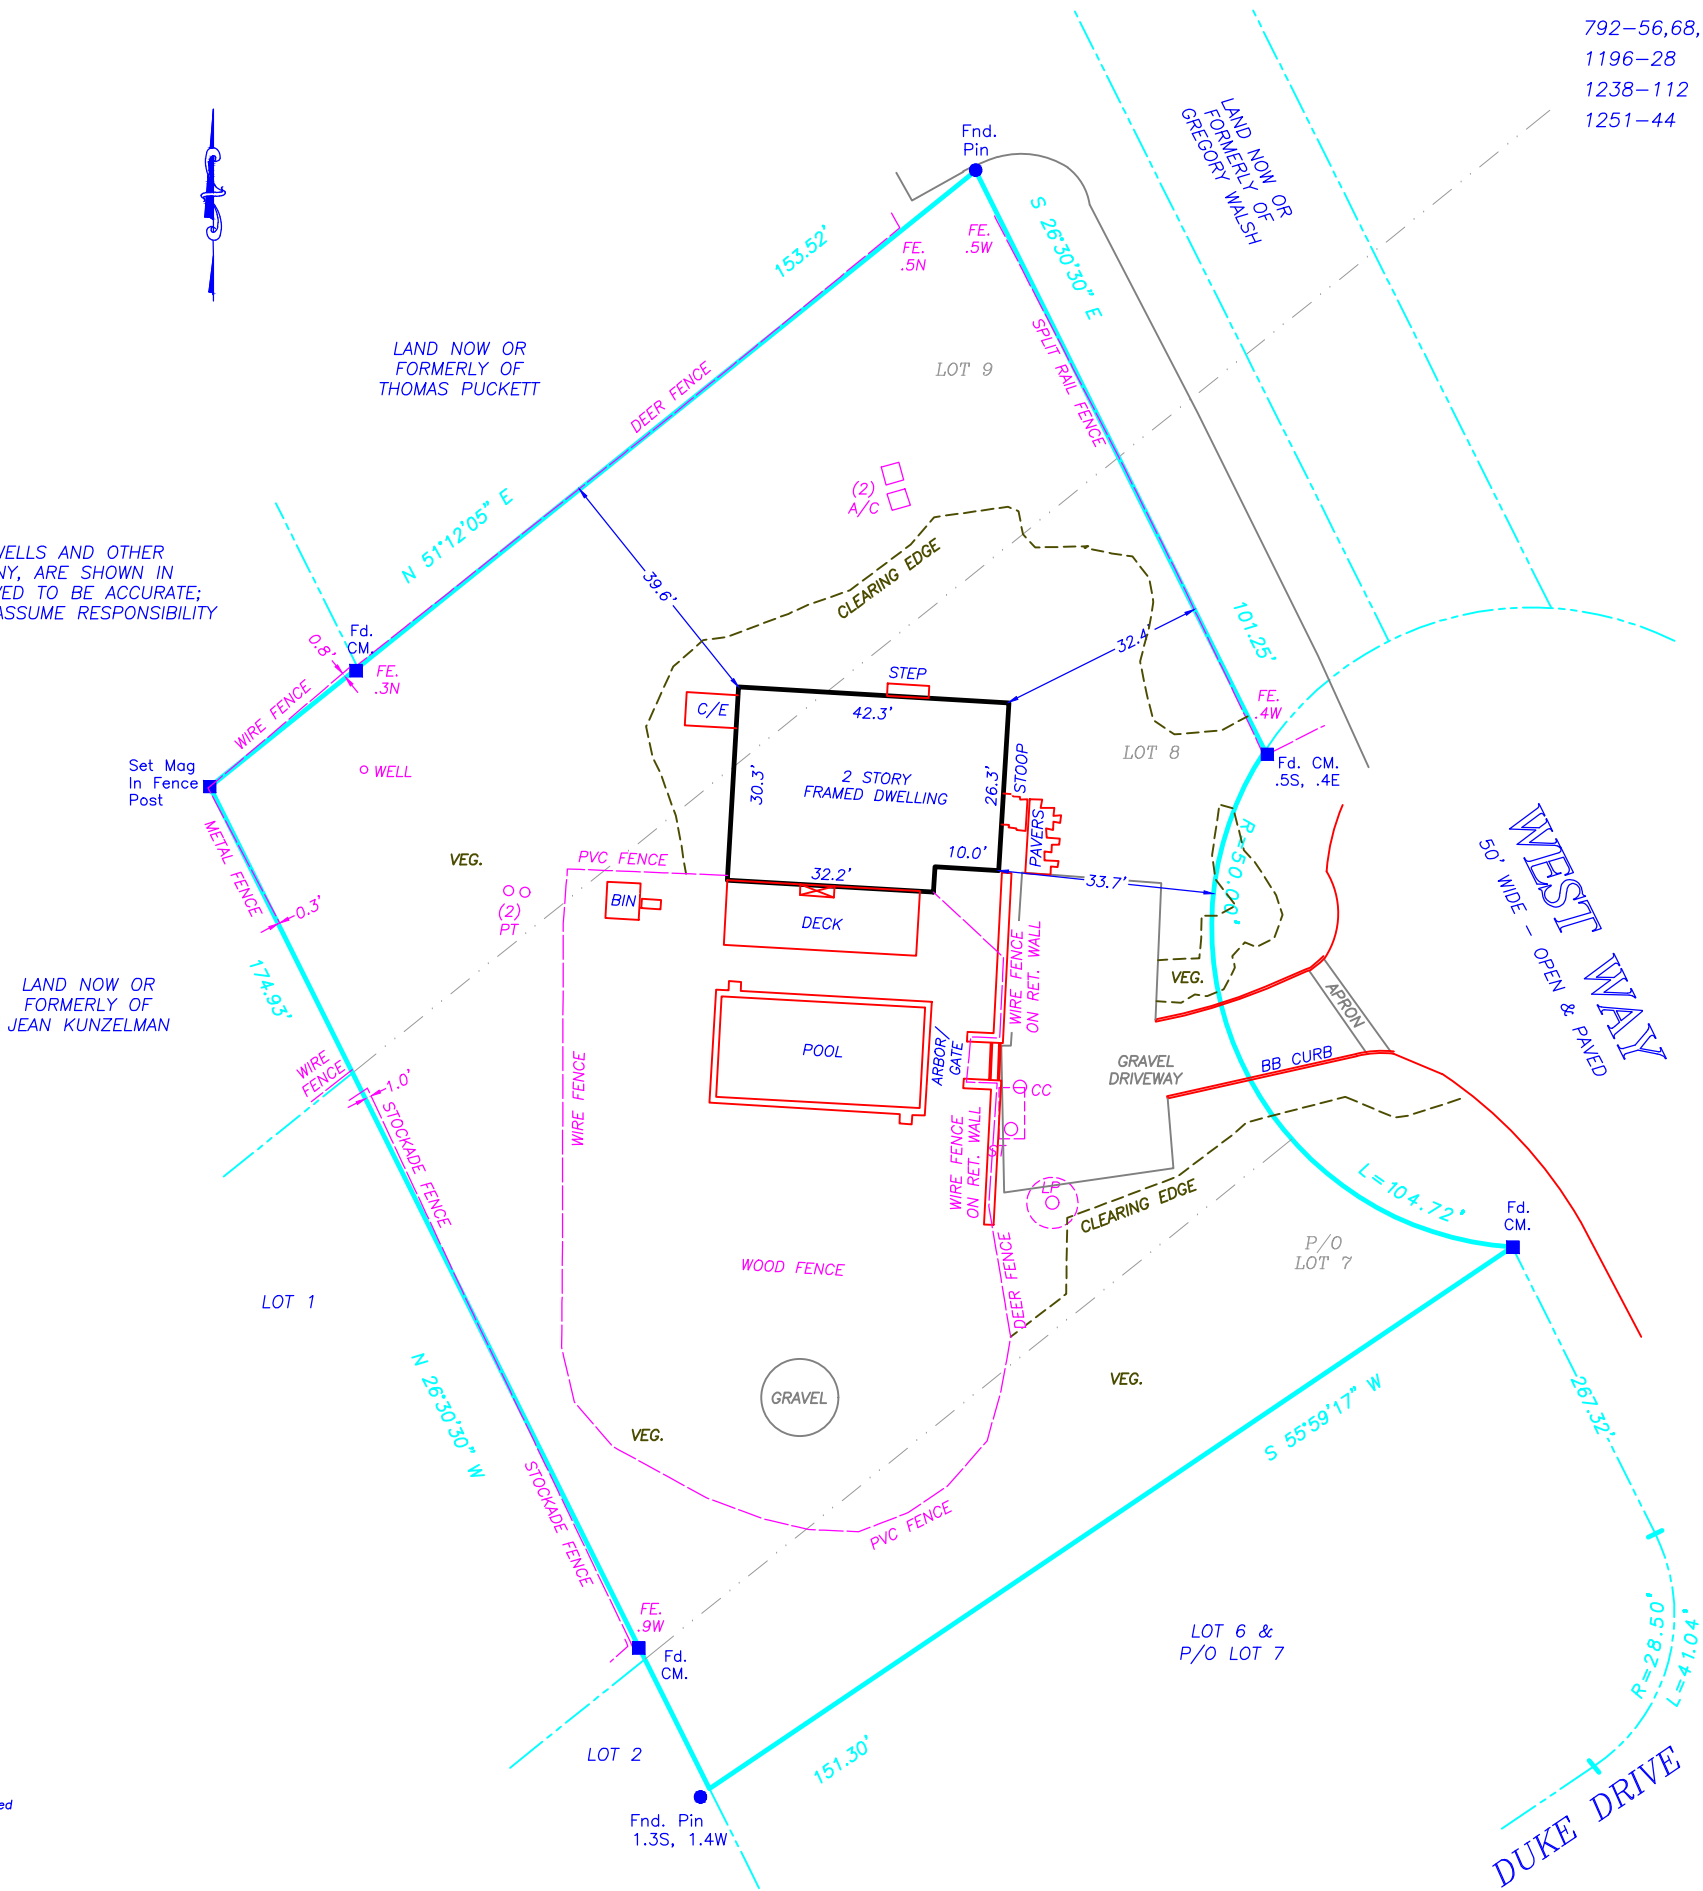 792-56,68,
1196-28
1238-112
1251-44
LAND NOW OR
FORMERLY OF
GREGORY WALSH
Fnd.
Pin
S 26°30'30" E
FE.
.5W
FE.
.5N
153.52'
SPLIT RAIL FENCE
LAND NOW OR
FORMERLY OF
THOMAS PUCKETT
DEER FENCE
LOT 9
(2)
A/C
N 51°12'05" E
CLEARING EDGE
WELLS AND OTHER
NY, ARE SHOWN IN
VED TO BE ACCURATE;
ASSUME RESPONSIBILITY
39.6'
32.4'
101.25'
Fd.
CM.
0.8'
FE.
.3N
WIRE FENCE
STEP
C/E
42.3'
FE.
.4W
LOT 8
Fd. CM.
.5S, .4E
Set Mag
In Fence
Post
WELL
30.3'
2 STORY
FRAMED DWELLING
26.3'
STOOP
PAVERS
R=50.00'
WEST WAY
50' WIDE - OPEN & PAVED
METAL FENCE
VEG.
PVC FENCE
32.2'
10.0'
33.7'
0.3'
(2)
PT
BIN
DECK
WIRE FENCE
ON RET. WALL
VEG.
APRON
174.93'
LAND NOW OR
FORMERLY OF
JEAN KUNZELMAN
POOL
ARBOR/
GATE
GRAVEL
DRIVEWAY
BB CURB
WIRE
FENCE
1.0'
STOCKADE FENCE
WIRE FENCE
CC
ST
WIRE FENCE
ON RET. WALL
LP
CLEARING EDGE
L=104.72'
Fd.
CM.
P/O
LOT 7
WOOD FENCE
DEER FENCE
LOT 1
N 26°30'30" W
GRAVEL
VEG.
VEG.
S 55°59'17" W
267.32'
STOCKADE FENCE
PVC FENCE
FE.
.9W
Fd.
CM.
LOT 6 &
P/O LOT 7
R=28.50'
L=41.04'
LOT 2
151.30'
DUKE DRIVE
Fnd. Pin
1.3S, 1.4W